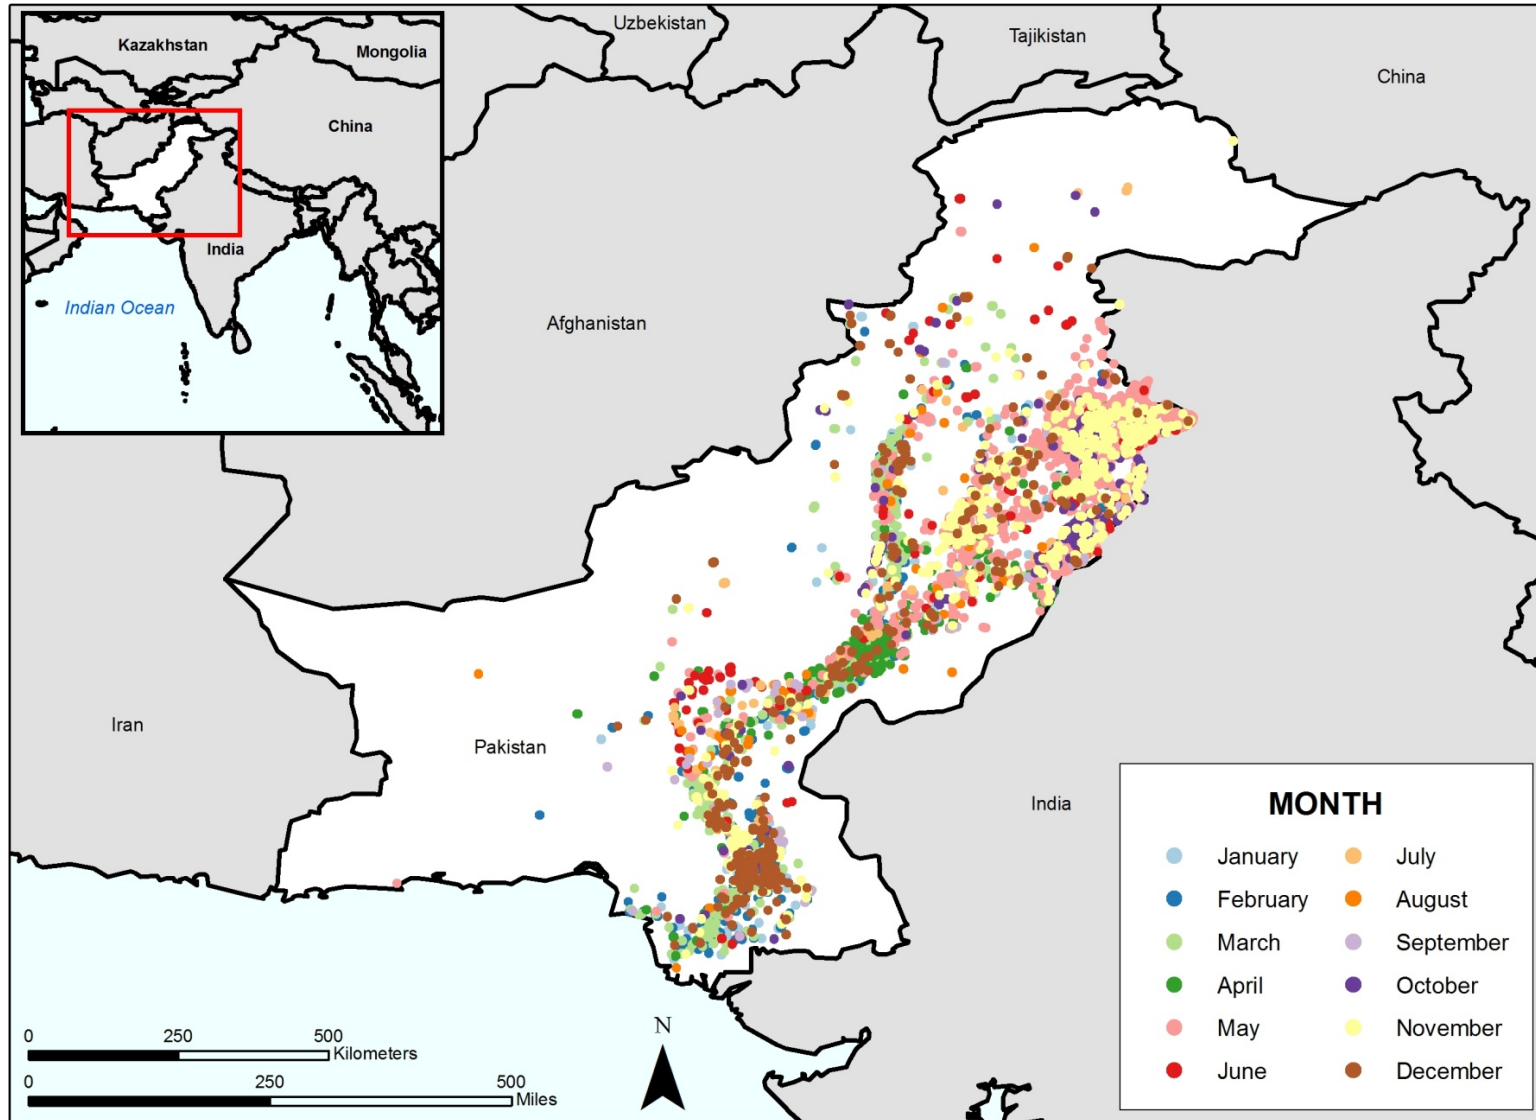 Kazakhstan
Mongolia
China
India
Indian Ocean
Uzbekistan
Tajikistan
China
Afghanistan
Iran
Pakistan
India
MONTH
January
February
March
April
May
June
July
August
September
October
November
December
N
0 250 500
Kilometers
0 250 500
Miles